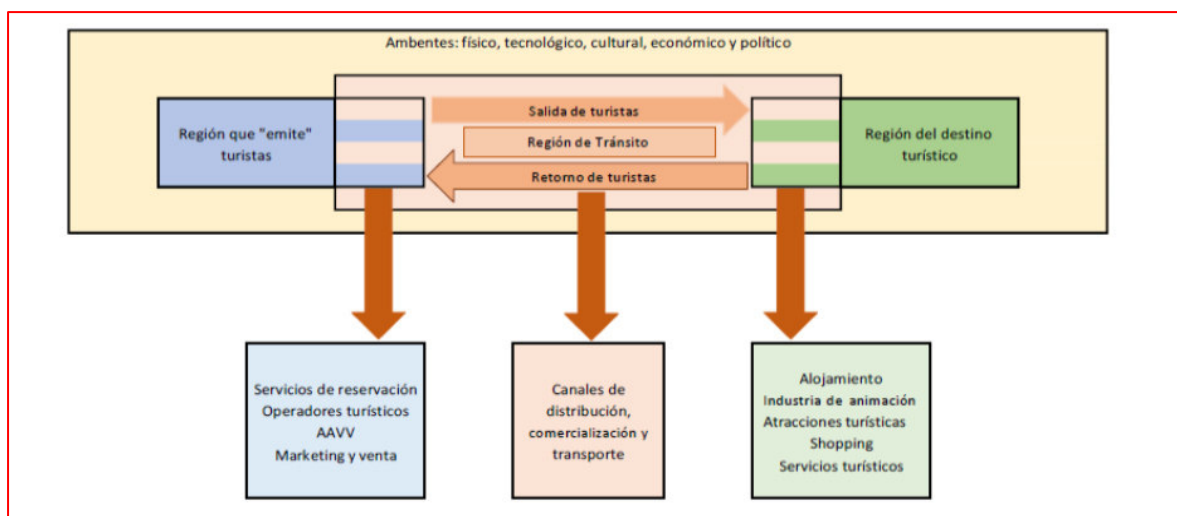 Ambentes: físico, tecnológico, cultural, económico y político
Región que "emite"
turistas
Salida de turistas
Región de Tránsito
Retorno de turistas
Región del destino
turístico
Servicios de reservación
Operadores turísticos
AAVV
Marketing y venta
Canales de
distribución,
comercialización y
transporte
Alojamiento
Industria de animación
Atracciones turísticas
Shopping
Servicios turísticos